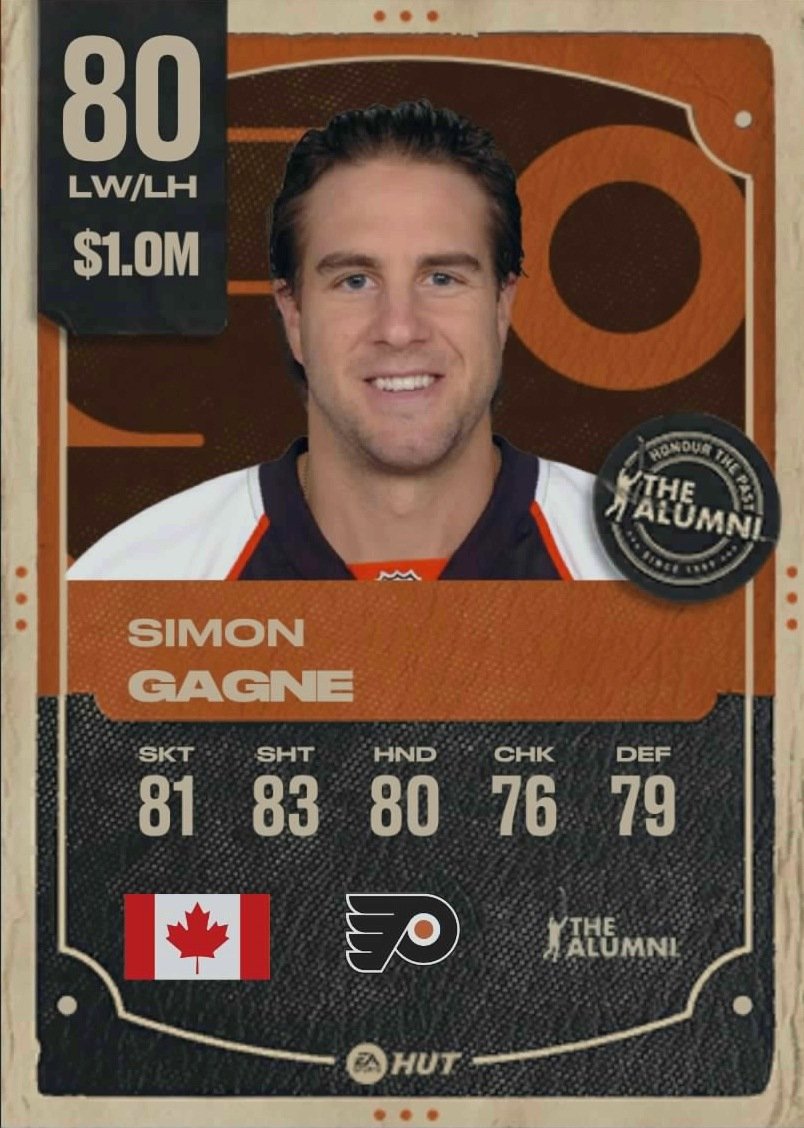 80
LW/LH
$1.0M
HONOUR THE PAST
THE
ALUMNI
SIMON
GAGNE
SKT SHT HND CHK DEF
81 83 80 76 79
THE
ALUMNI
EA
HUT